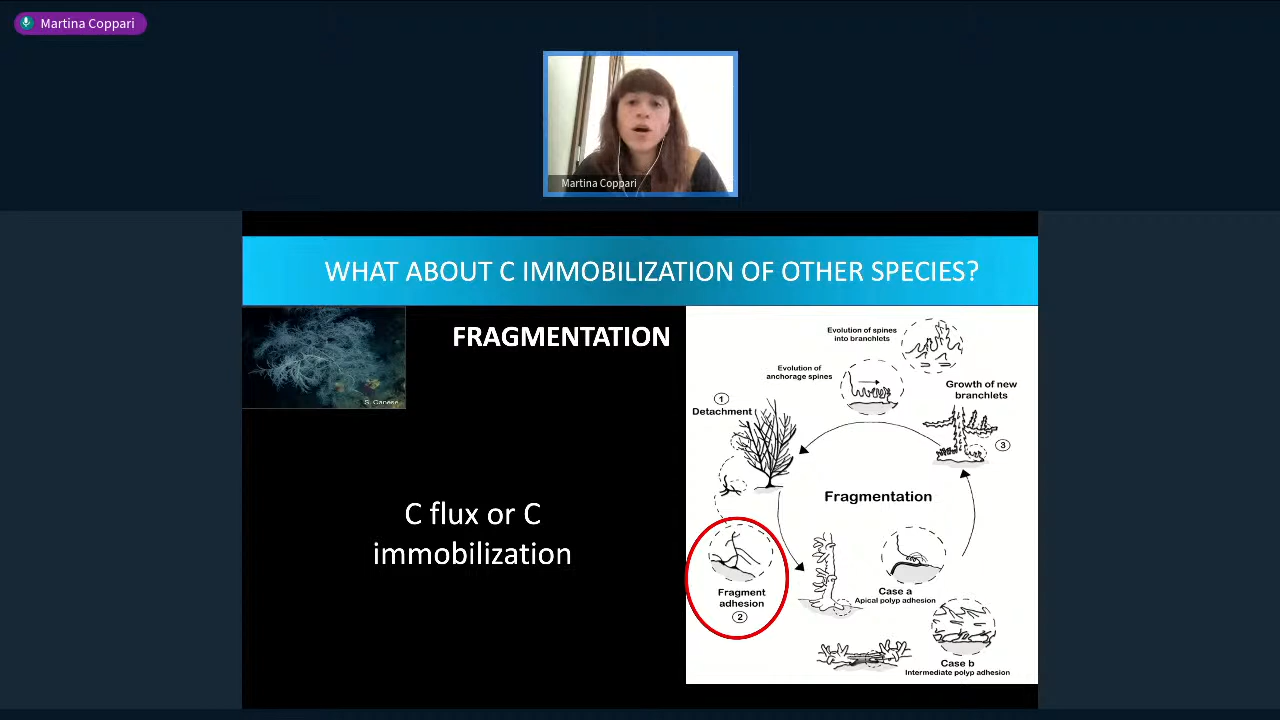 Martina Coppari
Martina Coppari
WHAT ABOUT C IMMOBILIZATION OF OTHER SPECIES?
S. Canese
FRAGMENTATION
C flux or C
immobilization
Evolution of spines
into branchlets
Evolution of
anchorage spines
Growth of new
branchlets
1
Detachment
3
Fragmentation
Fragment
adhesion
2
Case a
Apical polyp adhesion
Case b
Intermediate polyp adhesion